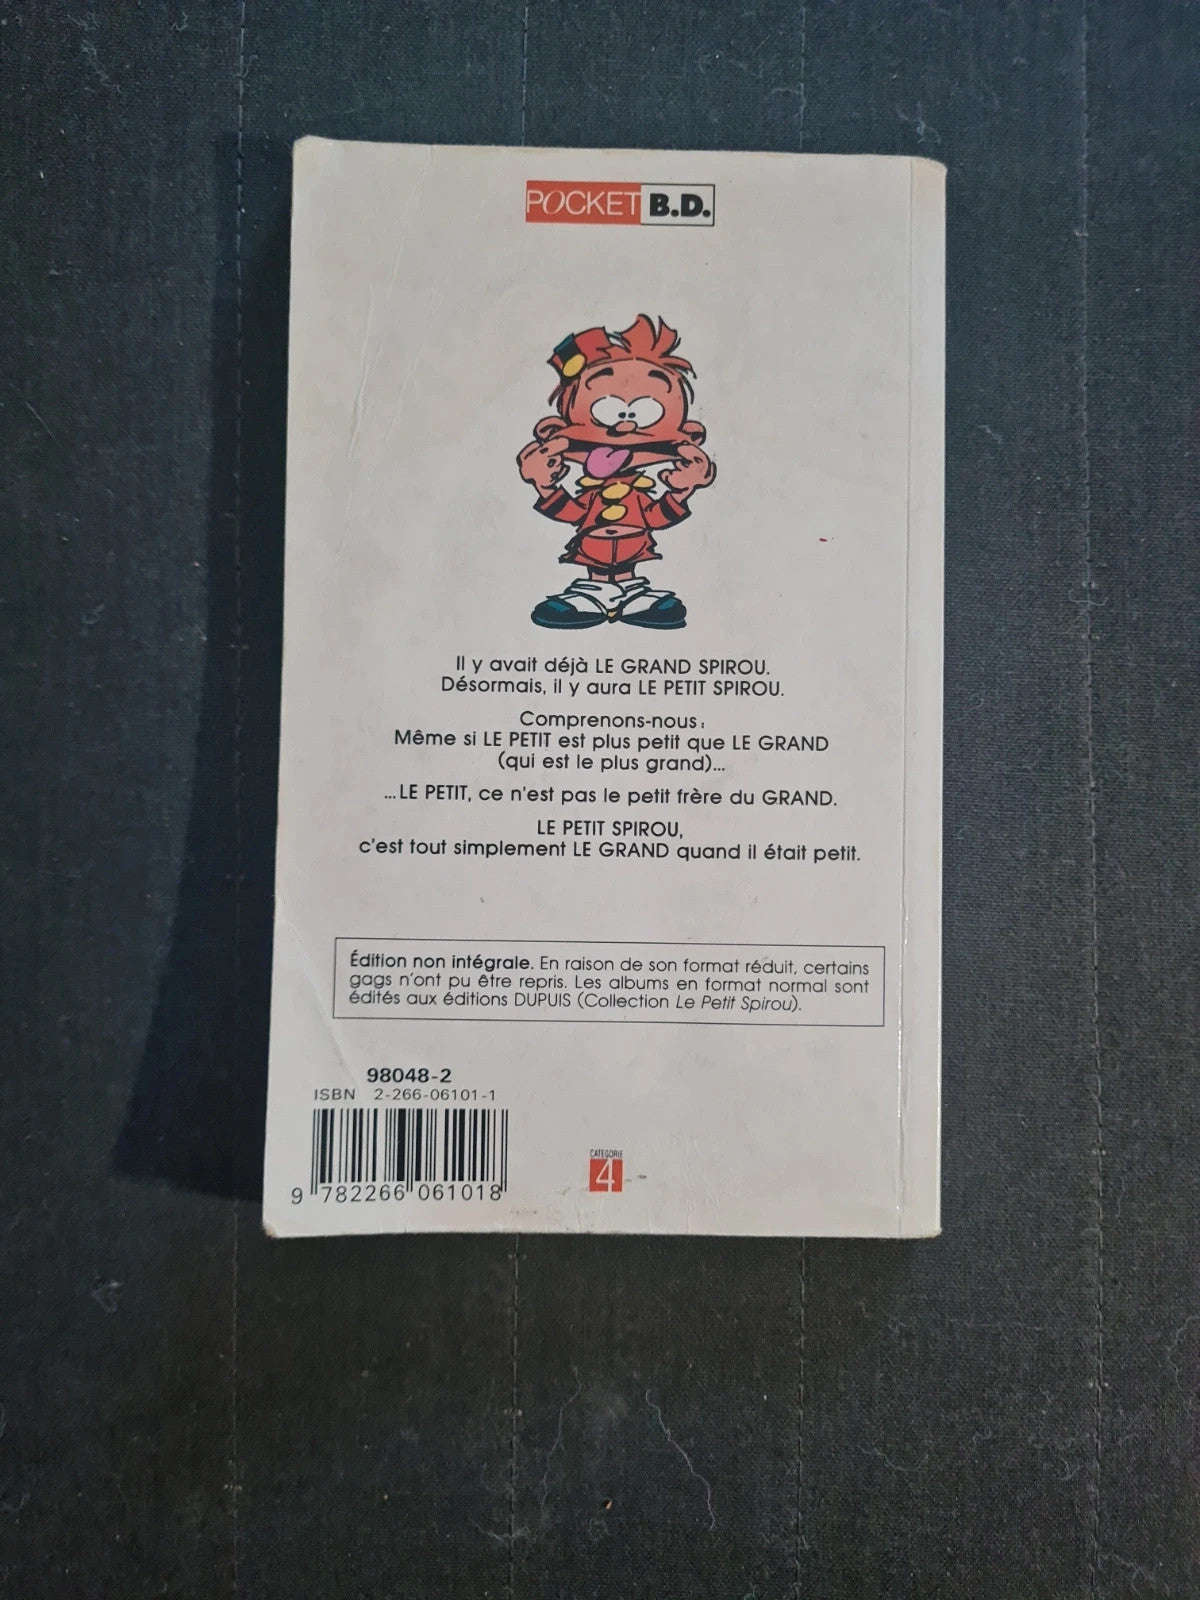 POCKET B.D.
Il y avait déjà LE GRAND SPIROU.
Désormais, il y aura LE PETIT SPIROU.
Comprenons-nous :
Même si LE PETIT est plus petit que LE GRAND
(qui est le plus grand)...
...LE PETIT, ce n'est pas le petit frère du GRAND.
LE PETIT SPIROU,
c'est tout simplement LE GRAND quand il était petit.
Édition non intégrale. En raison de son format réduit, certains
gags n'ont pu être repris. Les albums en format normal sont
édités aux éditions DUPUIS (Collection Le Petit Spirou).
98048-2
ISBN 2-266-06101-1
9 782266 061018
CATÉGORIE
4